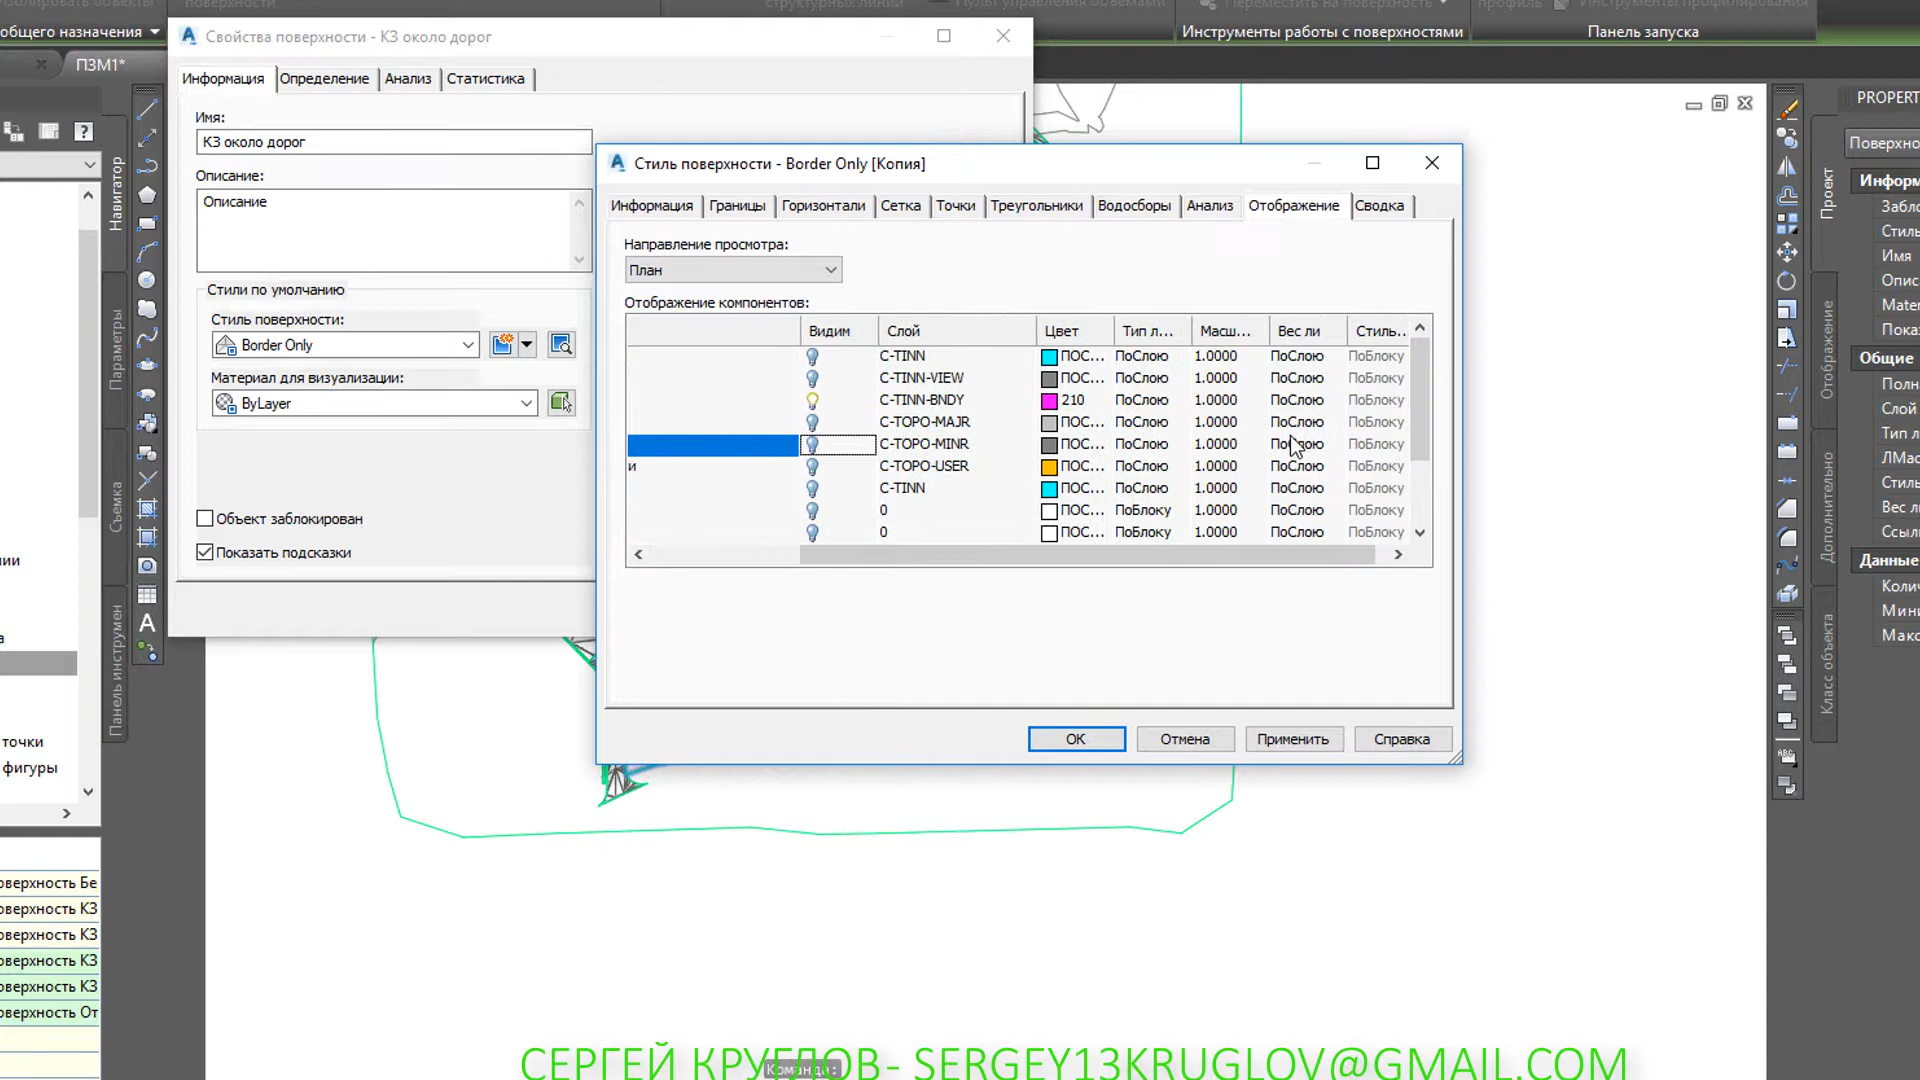 общего назначения
Инструменты работы с поверхностями
Панель запуска
ПЗМ1*
Свойства поверхности - КЗ около дорог
Информация
Определение
Анализ
Статистика
Имя:
КЗ около дорог
Описание:
Описание
Стили по умолчанию
Стиль поверхности:
Border Only
Материал для визуализации:
ByLayer
Объект заблокирован
Показать подсказки
Стиль поверхности - Border Only [Копия]
Информация
Границы
Горизонтали
Сетка
Точки
Треугольники
Водосборы
Анализ
Отображение
Сводка
Направление просмотра:
План
Отображение компонентов:
Видим Слой Цвет Тип л... Масш... Вес ли Стиль..
C-TINN ПОС... ПоСлою 1.0000 ПоСлою ПоБлоку
C-TINN-VIEW ПОС... ПоСлою 1.0000 ПоСлою ПоБлоку
C-TINN-BNDY 210 ПоСлою 1.0000 ПоСлою ПоБлоку
C-TOPO-MAJR ПОС... ПоСлою 1.0000 ПоСлою ПоБлоку
C-TOPO-MINR ПОС... ПоСлою 1.0000 ПоСлою ПоБлоку
и C-TOPO-USER ПОС... ПоСлою 1.0000 ПоСлою ПоБлоку
C-TINN ПОС... ПоСлою 1.0000 ПоСлою ПоБлоку
0 ПОС... ПоБлоку 1.0000 ПоСлою ПоБлоку
0 ПОС... ПоБлоку 1.0000 ПоСлою ПоБлоку
ОК
Отмена
Применить
Справка
Навигатор
Параметры
Съемка
Панель инструмен
нии
а
точки
фигуры
оверхность Бе
оверхность КЗ
оверхность КЗ
оверхность КЗ
оверхность КЗ
оверхность От
PROPERT
Поверхно
Информ
Забло
Стиль
Имя
Описа
Матер
Пока
Общие
Полна
Слой
Тип л
ЛМас
Стиль
Вес л
Ссыл
Данные
Колич
Мини
Макс
Проект
Отображение
Дополнительно
Класс объекта
СЕРГЕЙ КРУГЛОВ- SERGEY13KRUGLOV@GMAIL.COM
Команда: